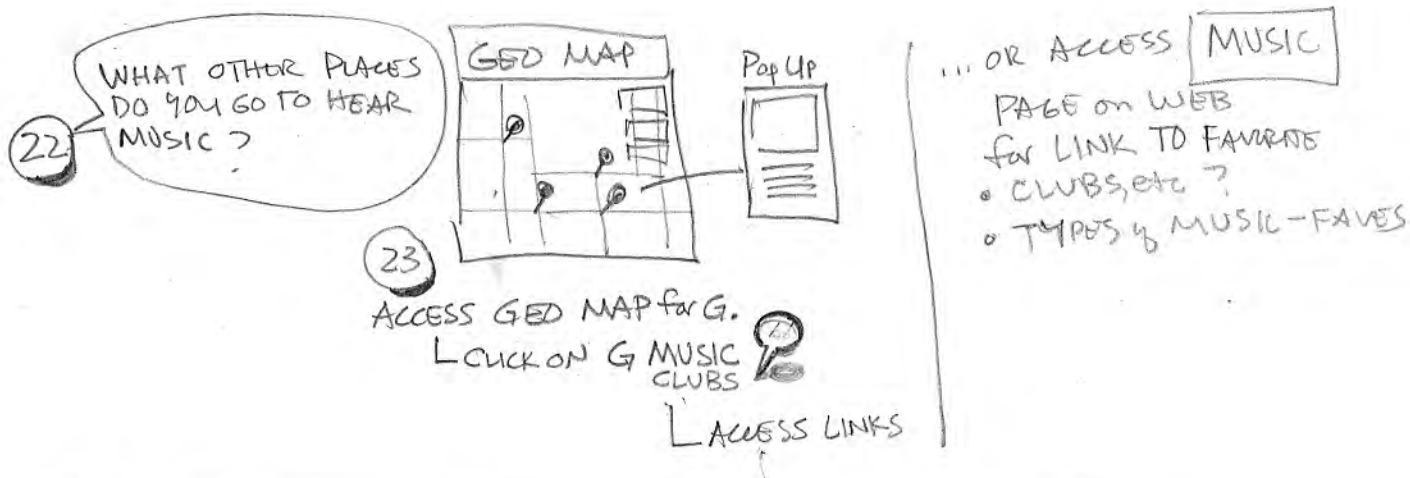 22
WHAT OTHER PLACES
DO YOU GO TO HEAR
MUSIC?
GEO MAP
Pop Up
23
ACCESS GEO MAP for G.
CLICK ON G MUSIC
CLUBS
ACCESS LINKS
... OR ACCESS MUSIC
PAGE on WEB
for LINK TO FAVORITE
• CLUBS, etc?
• TYPES of MUSIC-FAVES